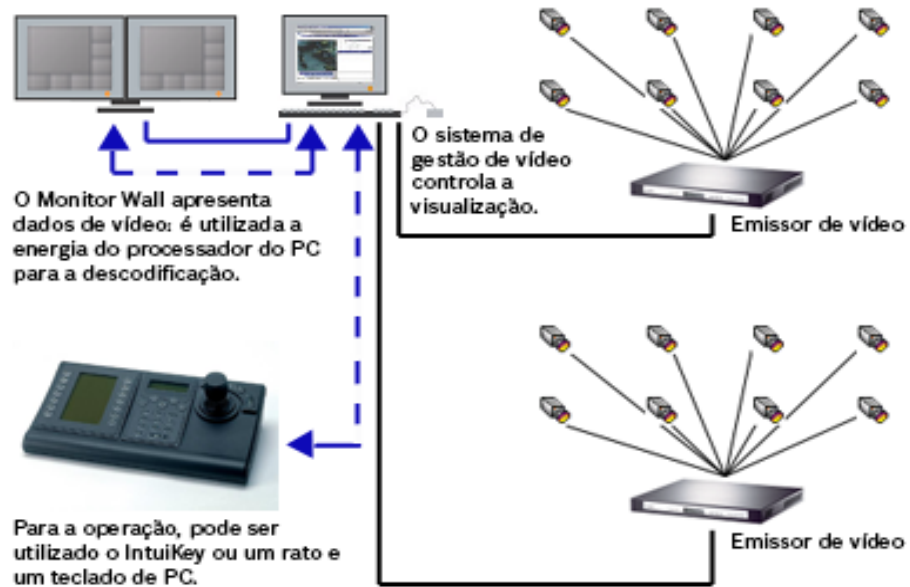 O sistema de
gestão de vídeo
controla a
visualização.
O Monitor Wall apresenta
dados de vídeo: é utilizada a
energia do processador do PC
para a descodificação.
Emissor de vídeo
Para a operação, pode ser
utilizado o IntuiKey ou um rato e
um teclado de PC.
Emissor de vídeo